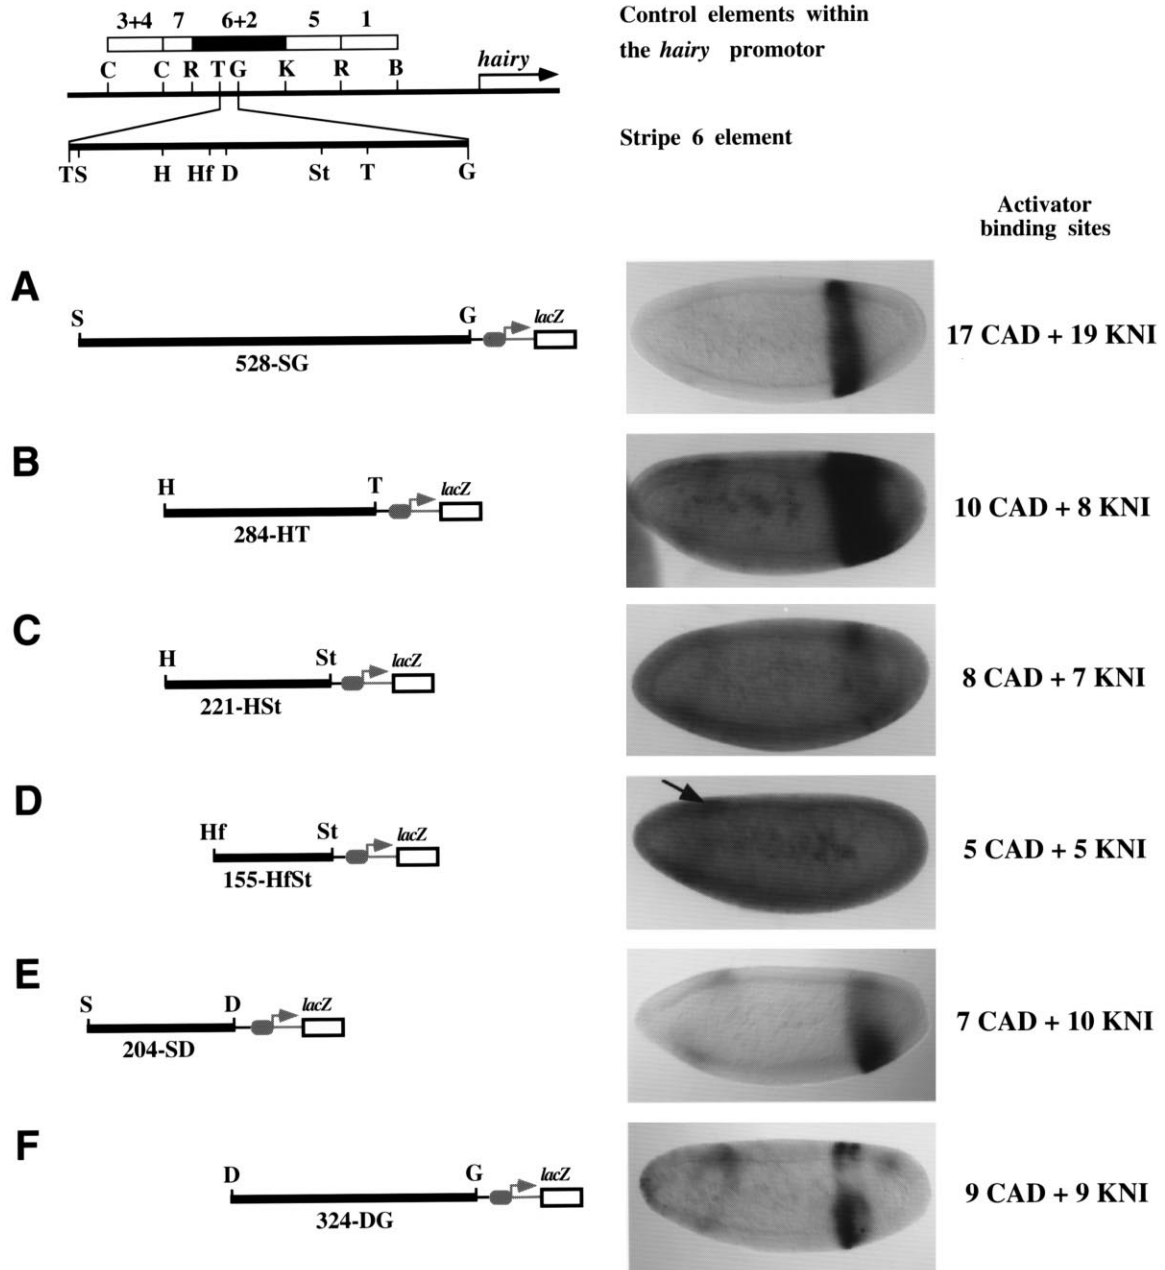 3+4 7 6+2 5 1
Control elements within
the hairy promotor
C C R T G K R B hairy
Stripe 6 element
TS H Hf D St T G
Activator
binding sites
A
S G lacZ
528-SG
17 CAD + 19 KNI
B
H T lacZ
284-HT
10 CAD + 8 KNI
C
H St lacZ
221-HSt
8 CAD + 7 KNI
D
Hf St lacZ
155-HfSt
5 CAD + 5 KNI
E
S D lacZ
204-SD
7 CAD + 10 KNI
F
D G lacZ
324-DG
9 CAD + 9 KNI